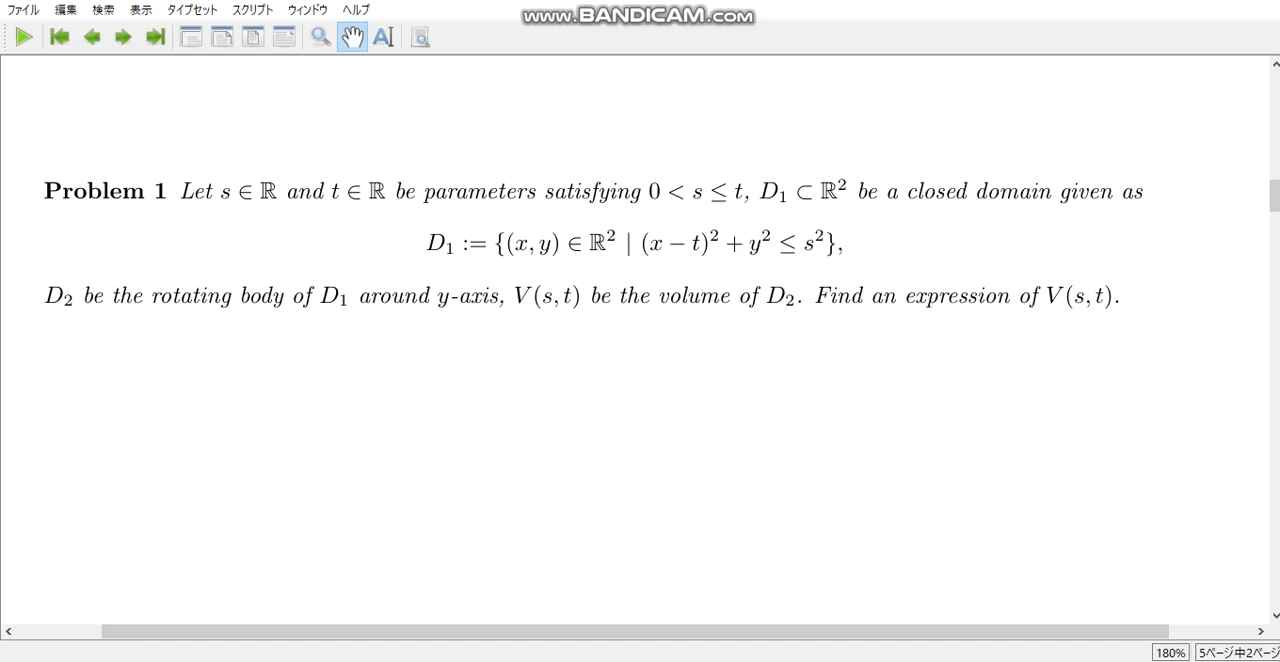 ファイル 編集 検索 表示 タイプセット スクリプト ウィンドウ ヘルプ
www.BANDICAM.com
Problem 1 Let s ∈ ℝ and t ∈ ℝ be parameters satisfying 0 < s ≤ t, D₁ ⊂ ℝ² be a closed domain given as
D₁ := {(x, y) ∈ ℝ² | (x − t)² + y² ≤ s²},
D₂ be the rotating body of D₁ around y-axis, V(s, t) be the volume of D₂. Find an expression of V(s, t).
180% 5ページ中2ページ